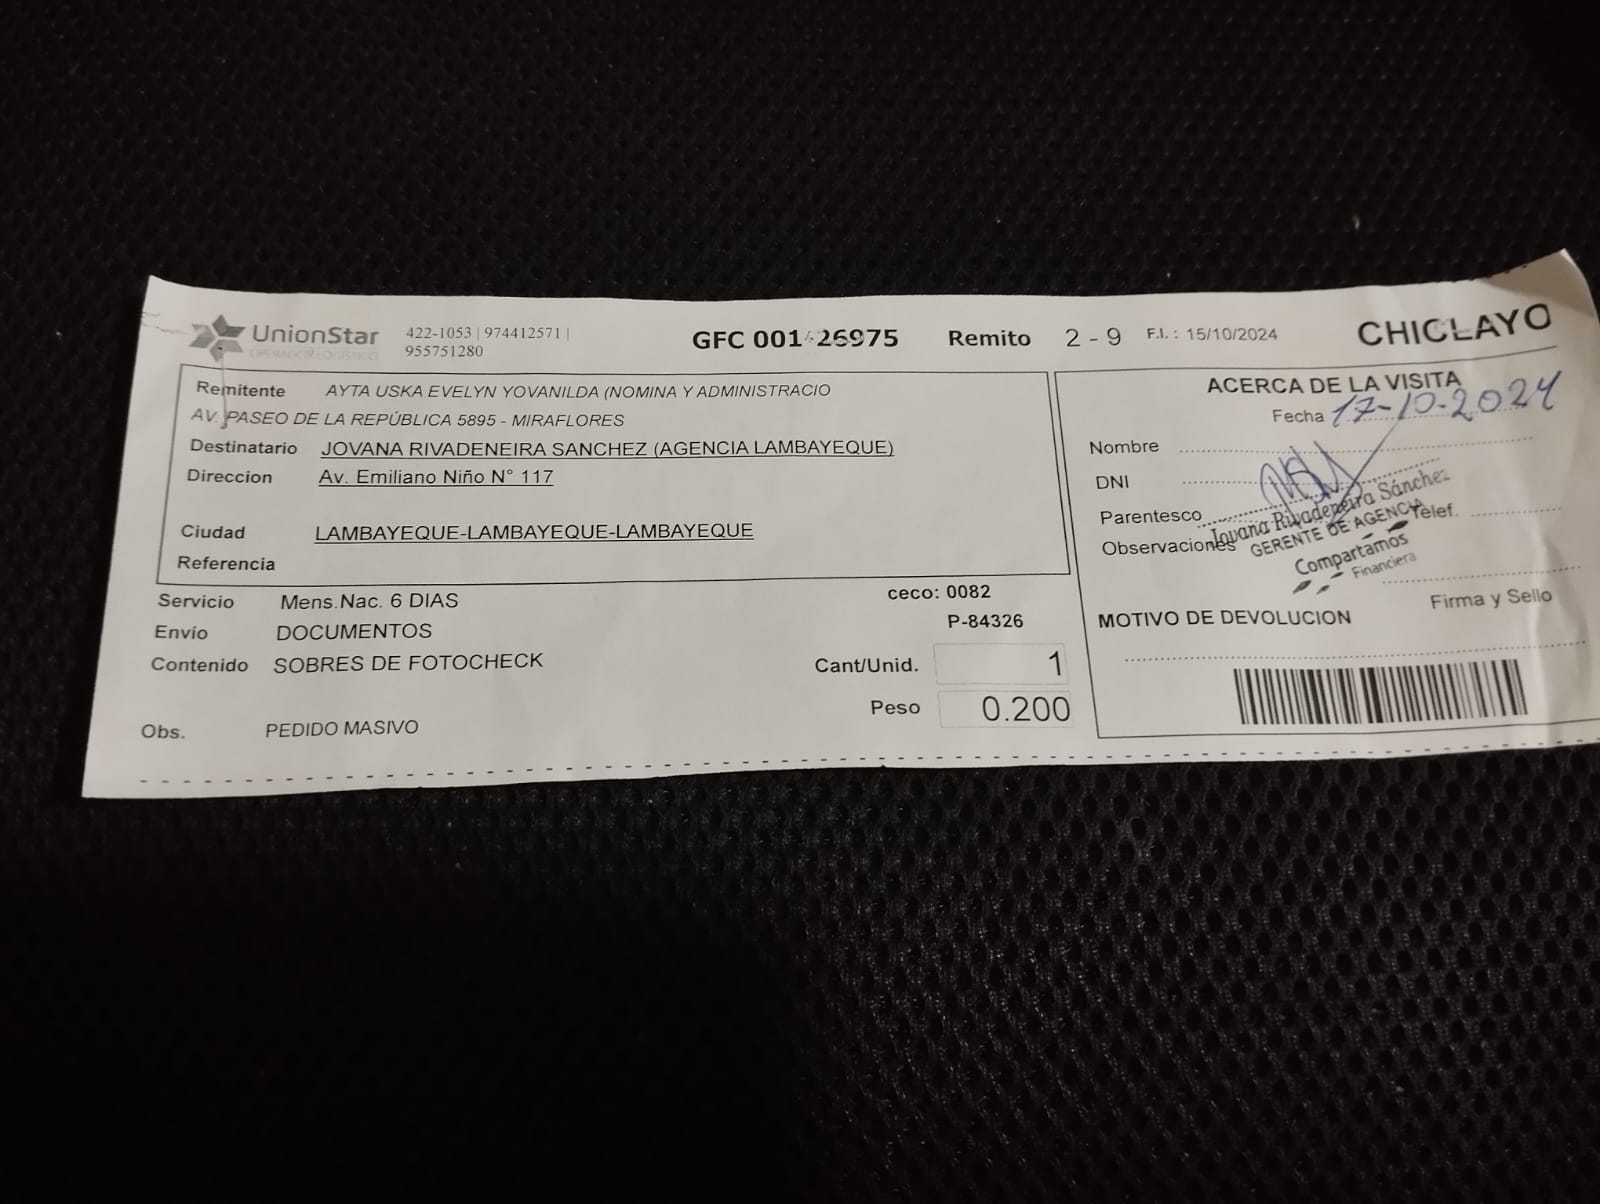 UnionStar
OPERADOR LOGÍSTICO
422-1053 | 974412571 |
955751280
GFC 001 26975
Remito 2 - 9
F.I. : 15/10/2024
CHICLAYO
Remitente AYTA USKA EVELYN YOVANILDA (NOMINA Y ADMINISTRACIO
AV. PASEO DE LA REPÚBLICA 5895 - MIRAFLORES
Destinatario JOVANA RIVADENEIRA SANCHEZ (AGENCIA LAMBAYEQUE)
Direccion Av. Emiliano Niño N° 117
Ciudad LAMBAYEQUE-LAMBAYEQUE-LAMBAYEQUE
Referencia
Servicio Mens.Nac. 6 DIAS
ceco: 0082
Envío DOCUMENTOS
P-84326
Contenido SOBRES DE FOTOCHECK
Cant/Unid. 1
Peso 0.200
Obs. PEDIDO MASIVO
ACERCA DE LA VISITA
Fecha 17-10-2024
Nombre
DNI
Parentesco
Telef.
Observaciones
Jovana Rivadeneira Sánchez
GERENTE DE AGENCIA
Compartamos
Financiera
Firma y Sello
MOTIVO DE DEVOLUCION